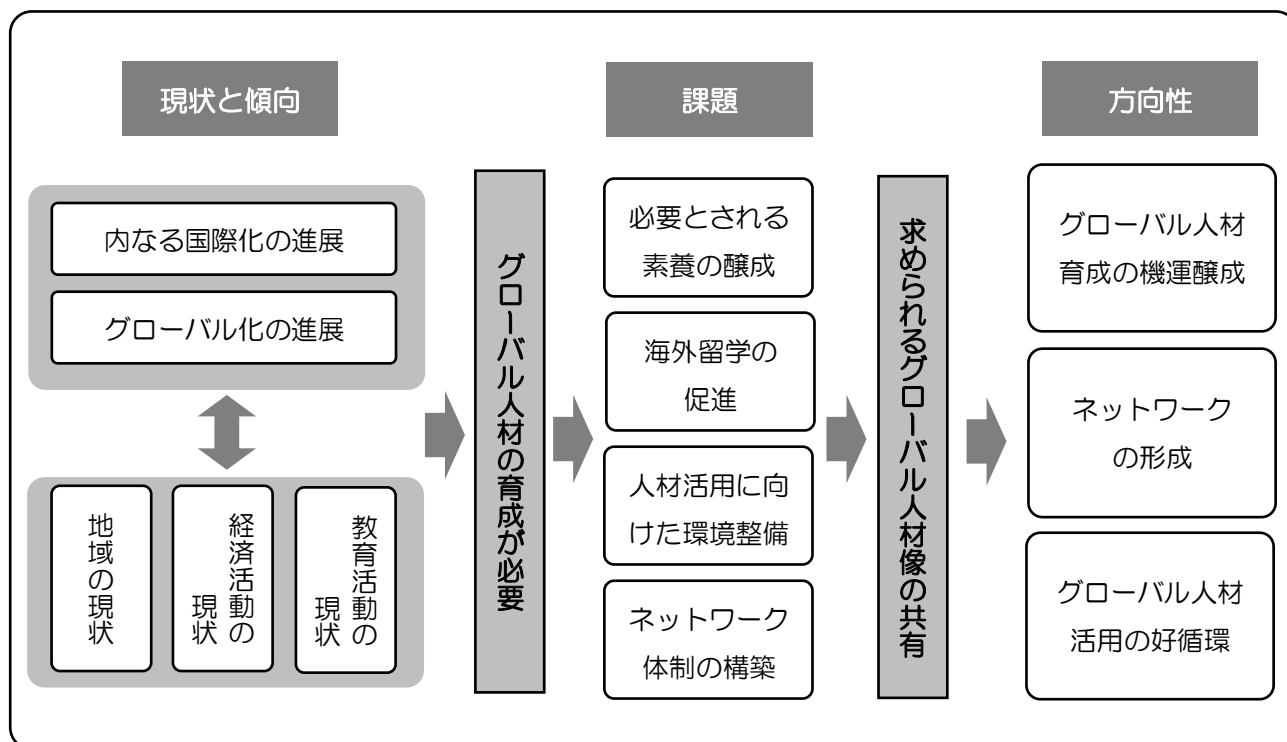 現状と傾向
内なる国際化の進展
グローバル化の進展
地域の現状
経済活動の
現状
教育活動の
現状
グローバル人材の育成が必要
課題
必要とされる
素養の醸成
海外留学の
促進
人材活用に向
けた環境整備
ネットワーク
体制の構築
求められるグローバル人材像の共有
方向性
グローバル人材
育成の機運醸成
ネットワーク
の形成
グローバル人材
活用の好循環